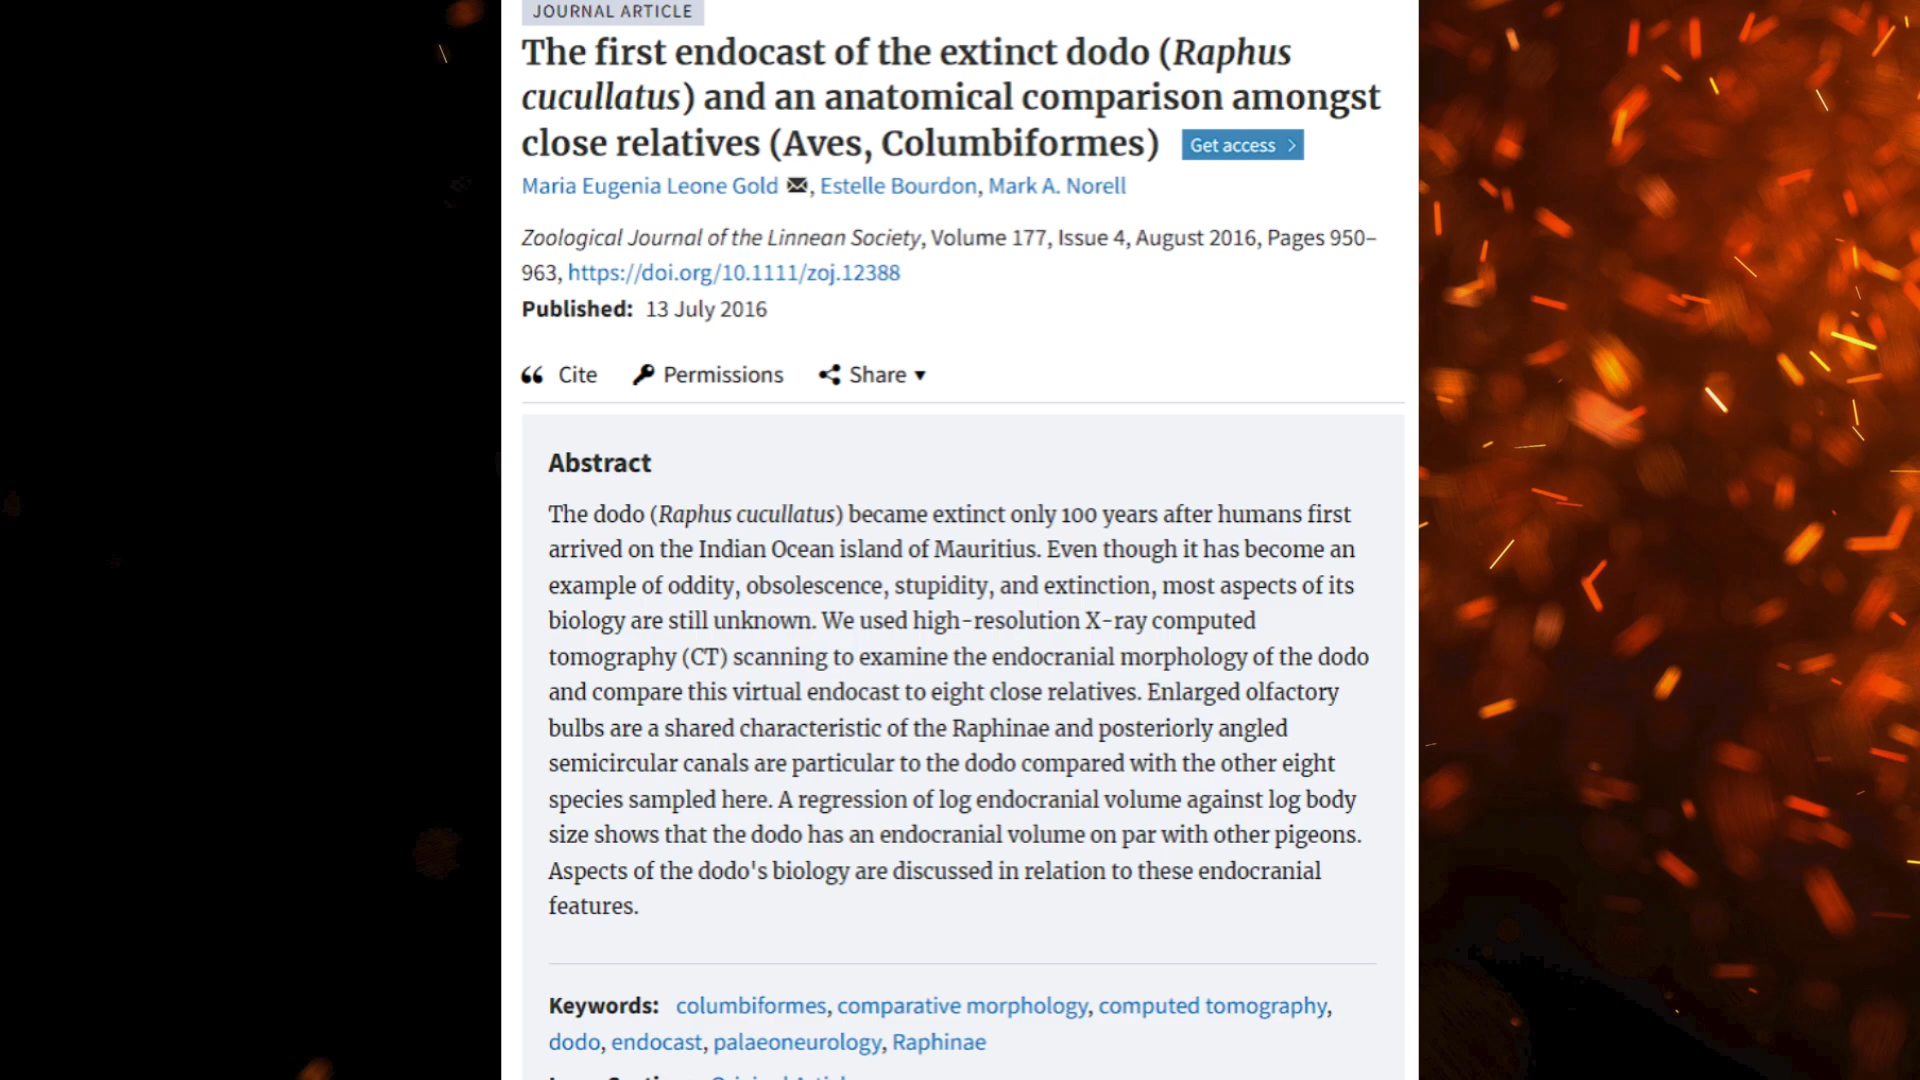 JOURNAL ARTICLE
The first endocast of the extinct dodo (Raphus
cucullatus) and an anatomical comparison amongst
close relatives (Aves, Columbiformes) Get access
Maria Eugenia Leone Gold, Estelle Bourdon, Mark A. Norell
Zoological Journal of the Linnean Society, Volume 177, Issue 4, August 2016, Pages 950–
963, https://doi.org/10.1111/zoj.12388
Published: 13 July 2016
Cite Permissions Share
Abstract
The dodo (Raphus cucullatus) became extinct only 100 years after humans first
arrived on the Indian Ocean island of Mauritius. Even though it has become an
example of oddity, obsolescence, stupidity, and extinction, most aspects of its
biology are still unknown. We used high-resolution X-ray computed
tomography (CT) scanning to examine the endocranial morphology of the dodo
and compare this virtual endocast to eight close relatives. Enlarged olfactory
bulbs are a shared characteristic of the Raphinae and posteriorly angled
semicircular canals are particular to the dodo compared with the other eight
species sampled here. A regression of log endocranial volume against log body
size shows that the dodo has an endocranial volume on par with other pigeons.
Aspects of the dodo's biology are discussed in relation to these endocranial
features.
Keywords: columbiformes, comparative morphology, computed tomography,
dodo, endocast, palaeoneurology, Raphinae